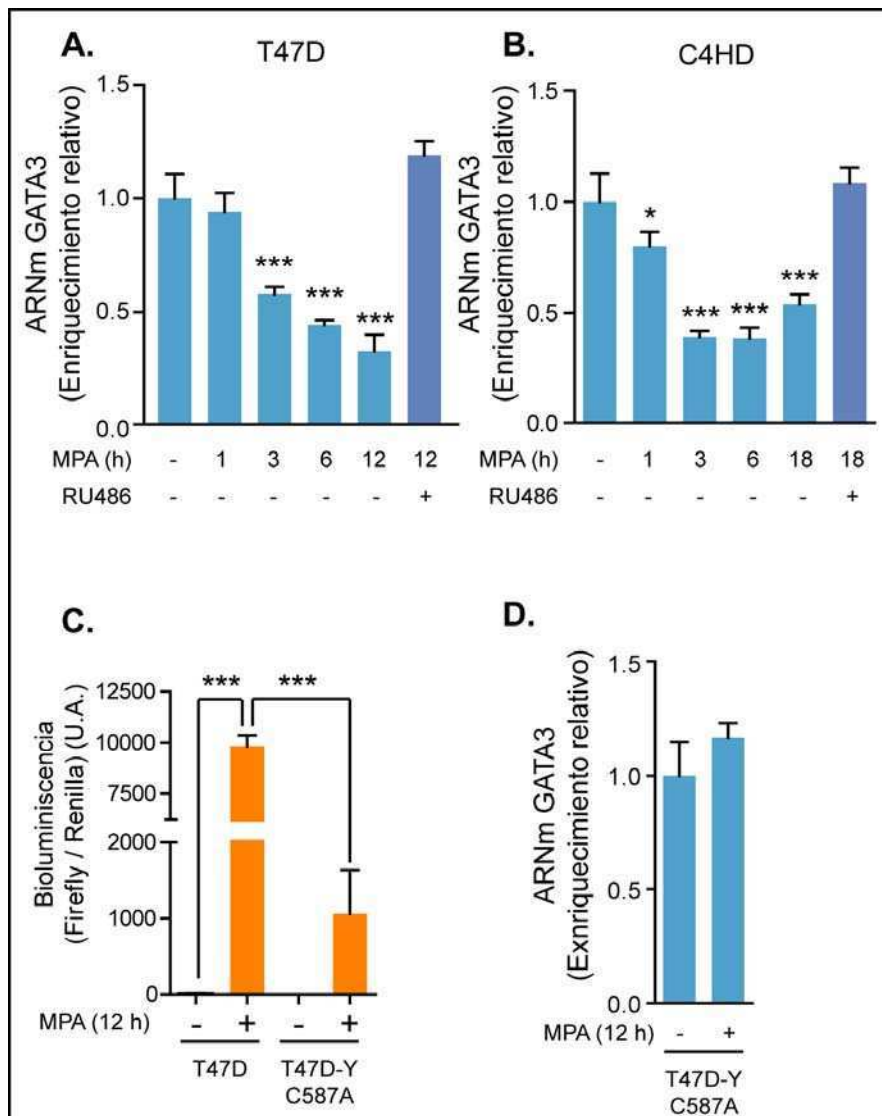 A.
T47D
ARNm GATA3
(Enriquecimiento relativo)
1.5
1.0
0.5
0.0
***
***
***
MPA (h) - 1 3 6 12 12
RU486 - - - - - +
B.
C4HD
ARNm GATA3
(Enriquecimiento relativo)
1.5
1.0
0.5
0.0
*
***
***
***
MPA (h) - 1 3 6 18 18
RU486 - - - - - +
C.
Bioluminiscencia
(Firefly / Renilla) (U.A.)
12500
10000
7500
2000
1000
0
***
***
MPA (12 h) - + - +
T47D T47D-Y
C587A
D.
ARNm GATA3
(Exnriquecimiento relativo)
1.5
1.0
0.5
0.0
MPA (12 h) - +
T47D-Y
C587A